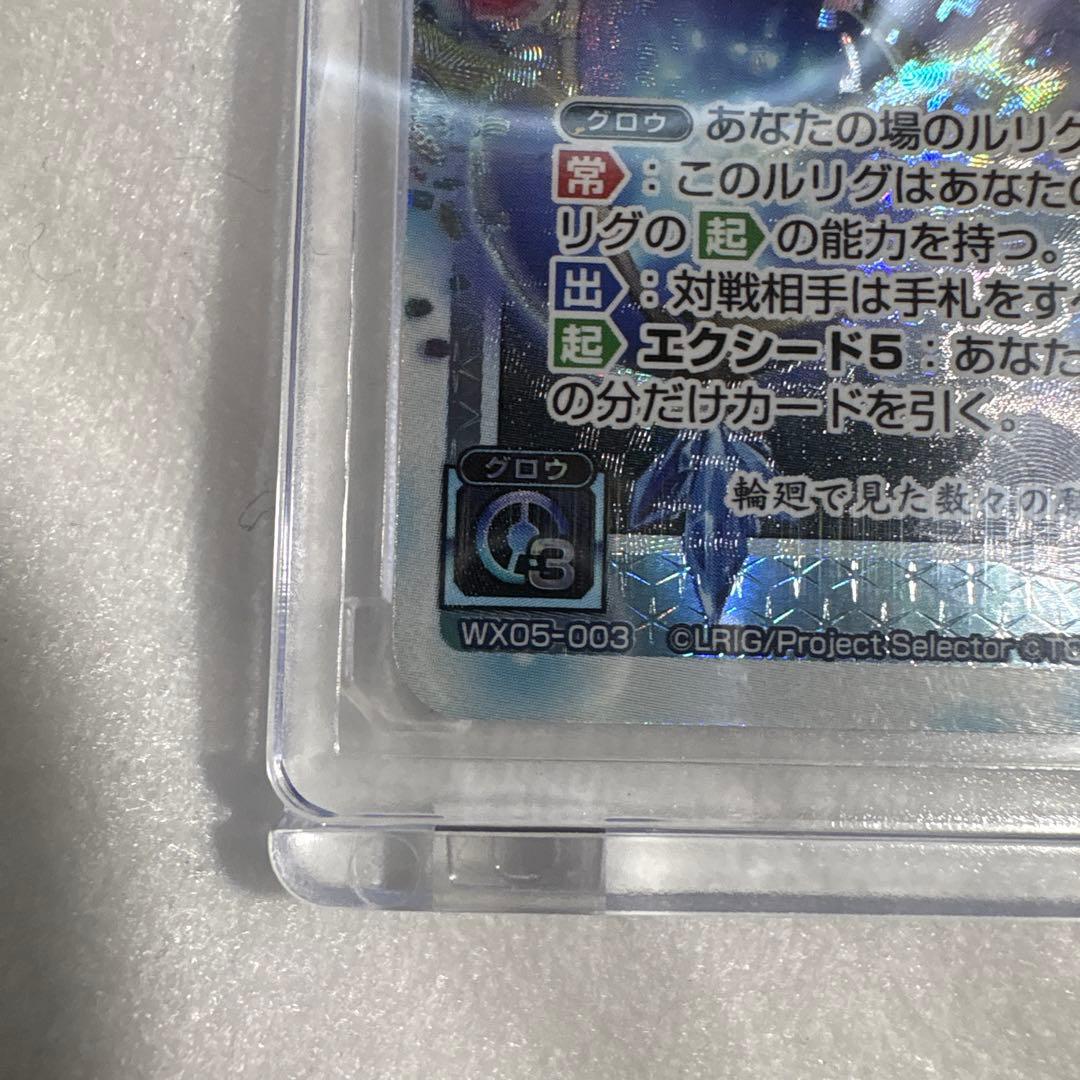 グロウ あなたの場のルリグ
常：このルリグはあなたの
リグの起の能力を持つ。
出：対戦相手は手札をすべ
起 エクシード5：あなた
の分だけカードを引く。
グロウ
3
輪廻で見た数々の
WX05-003 ©LRIG/Project Selector ©T